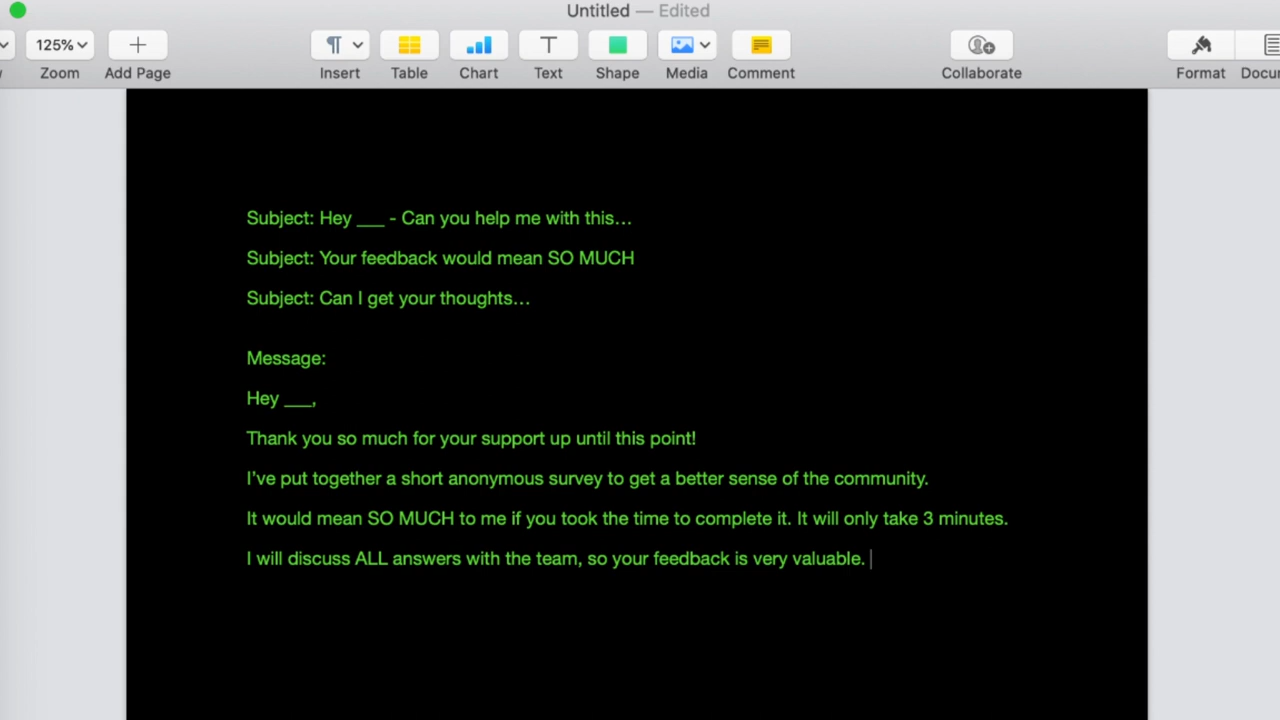 Untitled — Edited
125%
Zoom
Add Page
Insert
Table
Chart
Text
Shape
Media
Comment
Collaborate
Format
Subject: Hey ___ - Can you help me with this…
Subject: Your feedback would mean SO MUCH
Subject: Can I get your thoughts…
Message:
Hey ___,
Thank you so much for your support up until this point!
I’ve put together a short anonymous survey to get a better sense of the community.
It would mean SO MUCH to me if you took the time to complete it. It will only take 3 minutes.
I will discuss ALL answers with the team, so your feedback is very valuable.